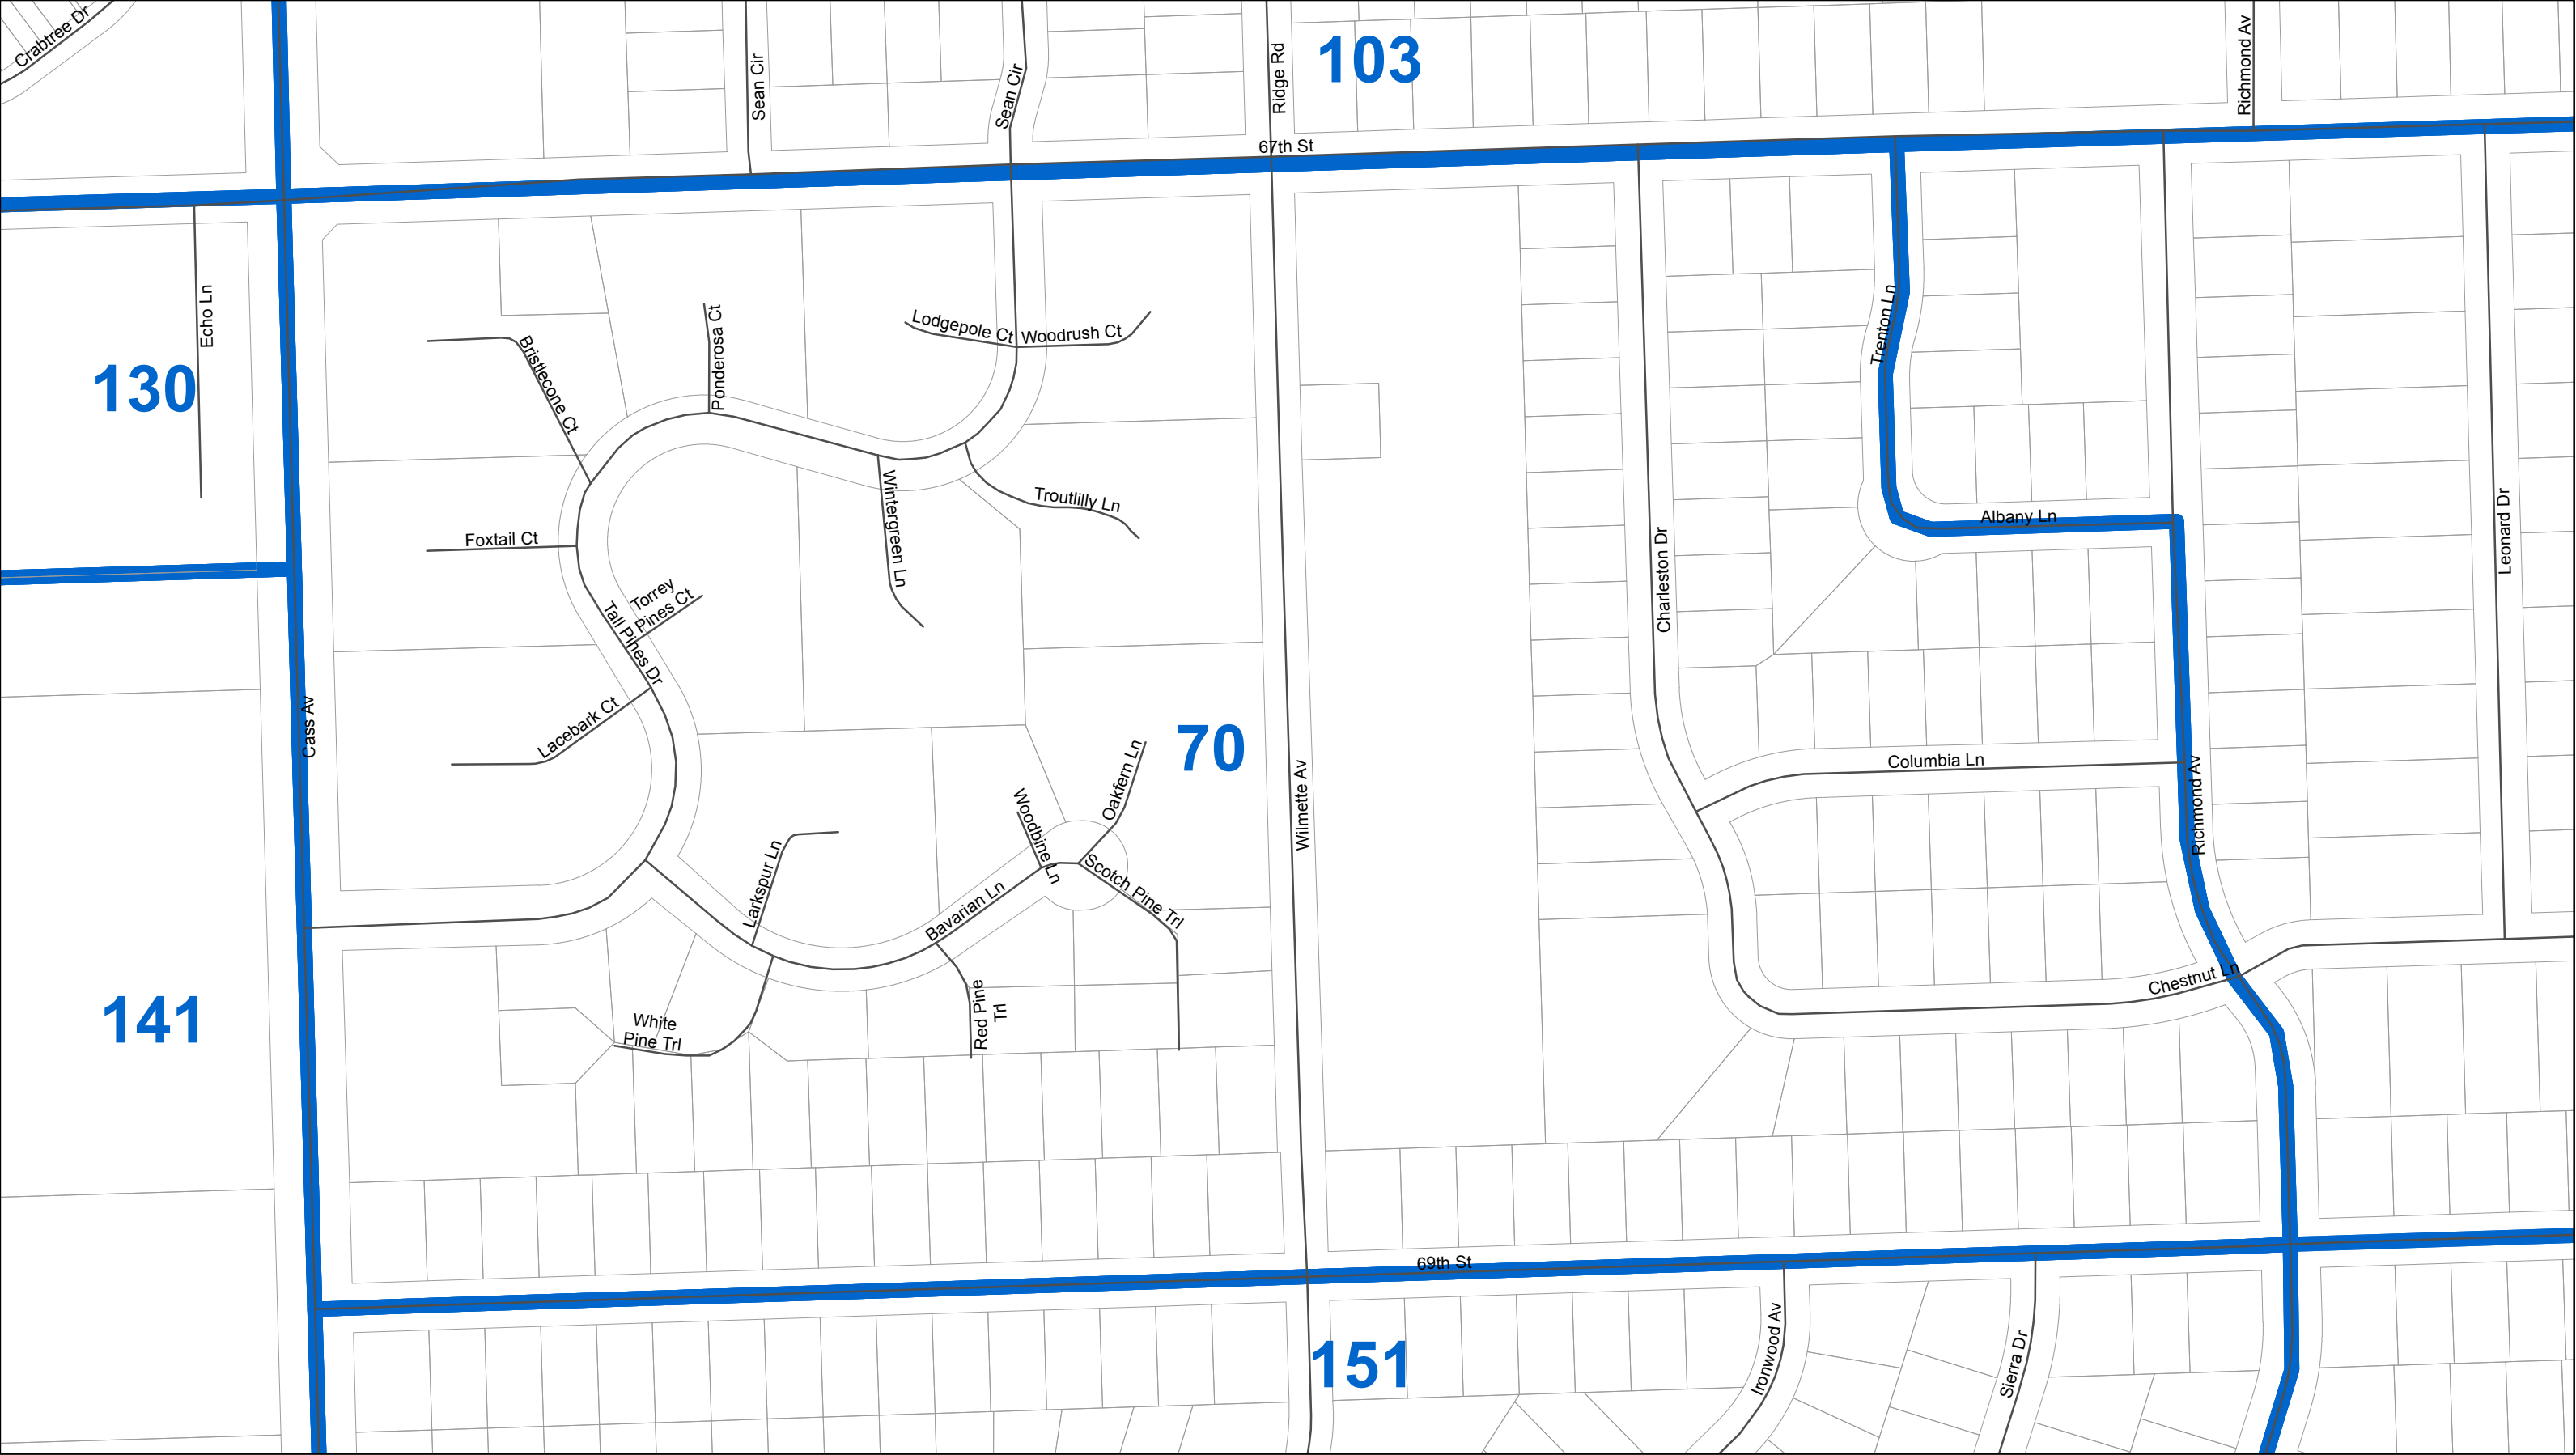 Crabtree Dr
Sean Cir
Sean Cir
Ridge Rd
103
Richmond Av
67th St
Echo Ln
130
Bristlecone Ct
Ponderosa Ct
Lodgepole Ct
Woodrush Ct
Trenton Ln
Foxtail Ct
Wintergreen Ln
Troutlilly Ln
Albany Ln
Charleston Dr
Leonard Dr
Torrey
Pines Ct
Tall Pines Dr
Lacebark Ct
Cass Av
70
Wilmette Av
Columbia Ln
Richmond Av
Oakfern Ln
Woodbine Ln
Larkspur Ln
Scotch Pine Trl
Bavarian Ln
141
White
Pine Trl
Red Pine
Trl
Chestnut Ln
69th St
151
Ironwood Av
Sierra Dr